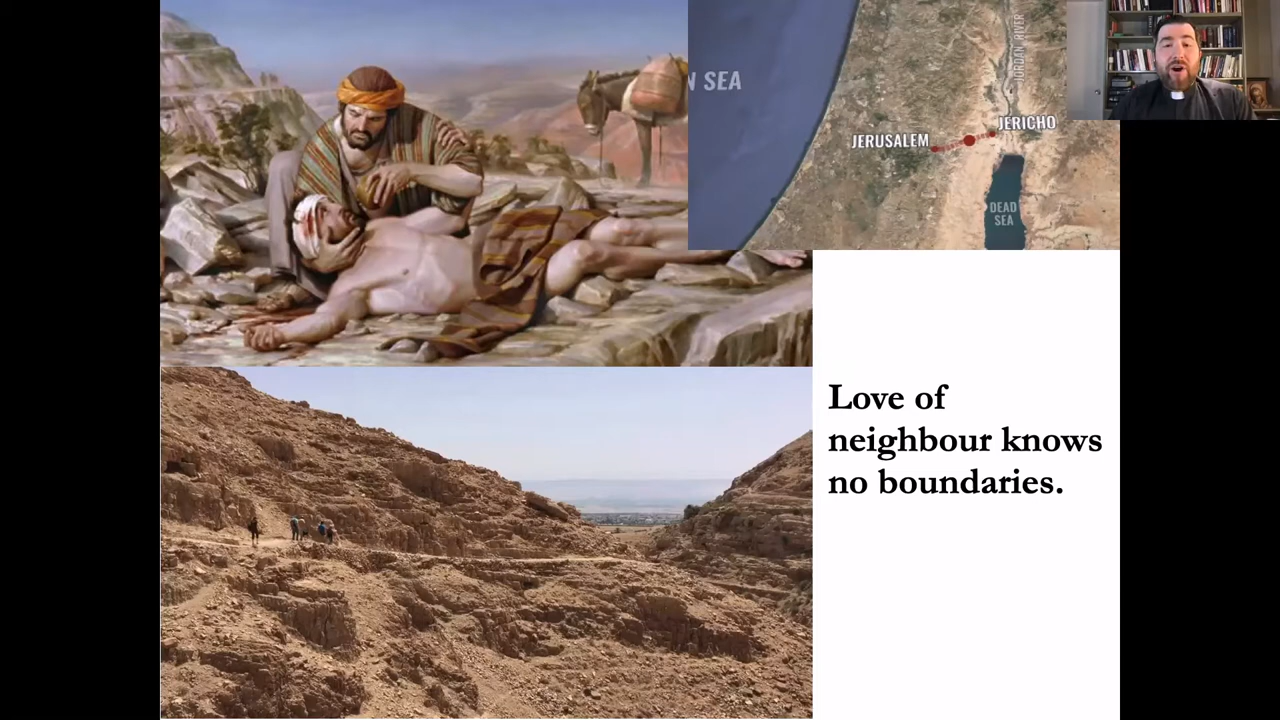 N SEA
JORDAN RIVER
JERUSALEM
JERICHO
DEAD
SEA
Love of
neighbour knows
no boundaries.